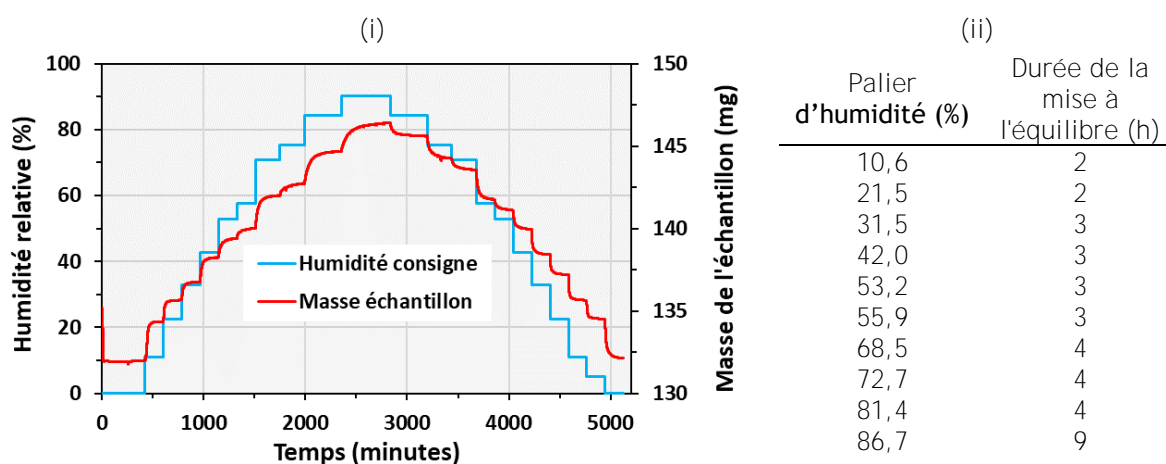 (i)
100
80
60
40
20
0
Humidité relative (%)
150
145
140
135
130
Masse de l'échantillon (mg)
Humidité consigne
Masse échantillon
0 1000 2000 3000 4000 5000
Temps (minutes)
(ii)
Palier
d’humidité (%)
Durée de la
mise à
l'équilibre (h)
10,6 2
21,5 2
31,5 3
42,0 3
53,2 3
55,9 3
68,5 4
72,7 4
81,4 4
86,7 9